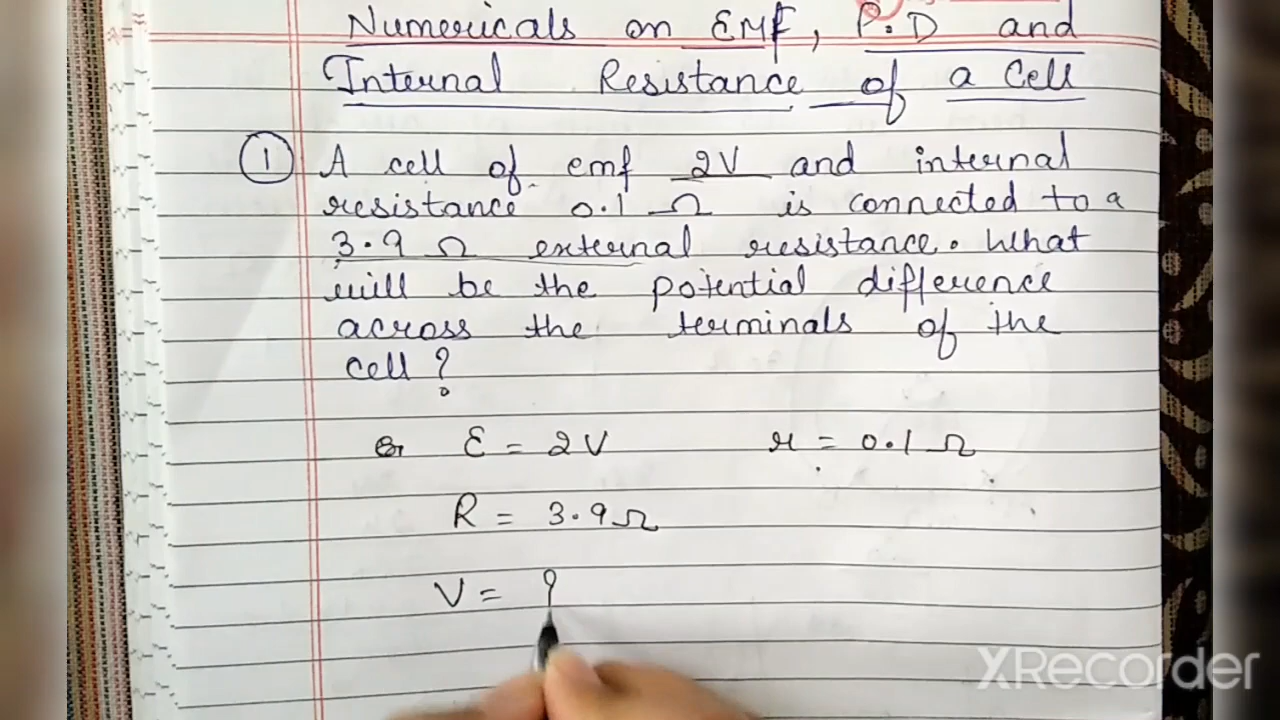 Numericals on EMF, P.D and
Internal Resistance of a Cell
① A cell of emf 2V and internal
resistance 0.1 Ω is connected to a
3.9 Ω external resistance. What
will be the potential difference
across the terminals of the
cell ?
ε = 2V r = 0.1 Ω
R = 3.9 Ω
V = ?
XRecorder